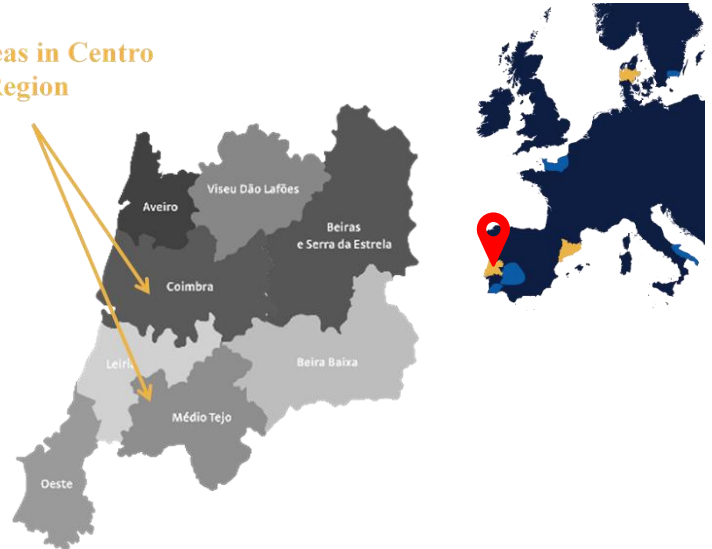 eas in Centro
Region
Aveiro
Viseu Dão Lafões
Beiras
e Serra da Estrela
Coimbra
Leiria
Beira Baixa
Médio Tejo
Oeste